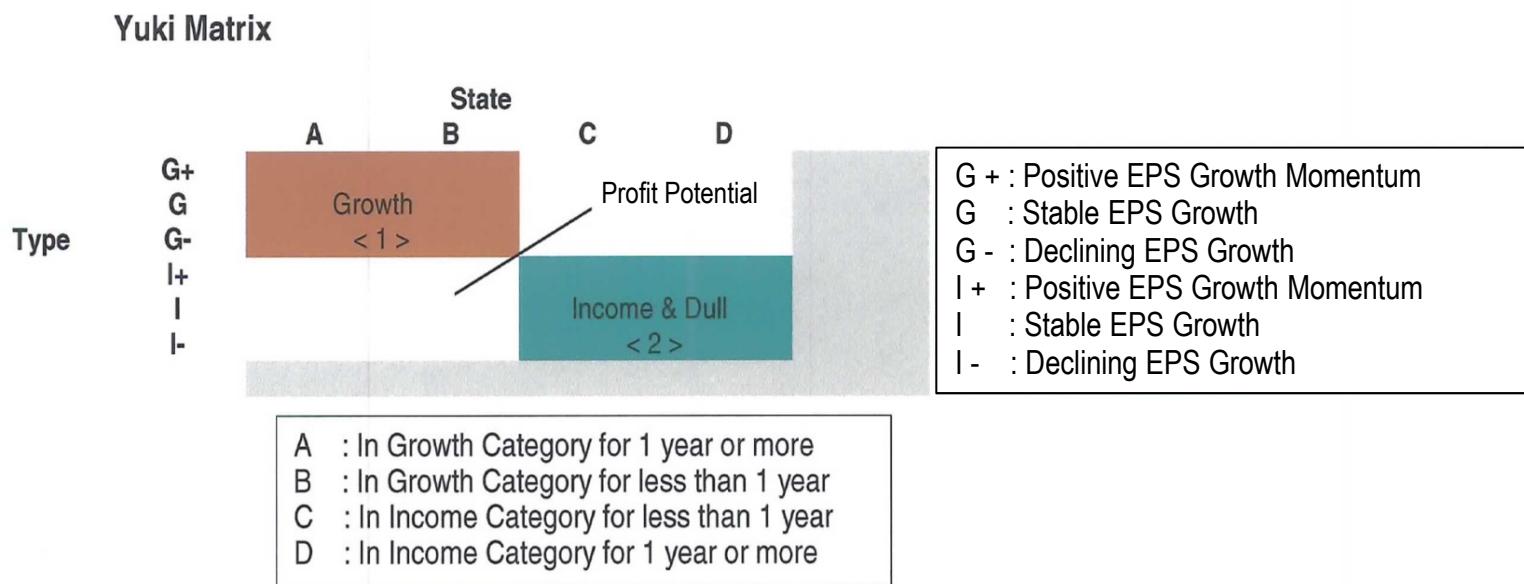 Yuki Matrix
State
A B C D
G+
G
G-
I+
I
I-
Type
Growth
< 1 >
Profit Potential
Income & Dull
< 2 >
G + : Positive EPS Growth Momentum
G : Stable EPS Growth
G - : Declining EPS Growth
I + : Positive EPS Growth Momentum
I : Stable EPS Growth
I - : Declining EPS Growth
A : In Growth Category for 1 year or more
B : In Growth Category for less than 1 year
C : In Income Category for less than 1 year
D : In Income Category for 1 year or more